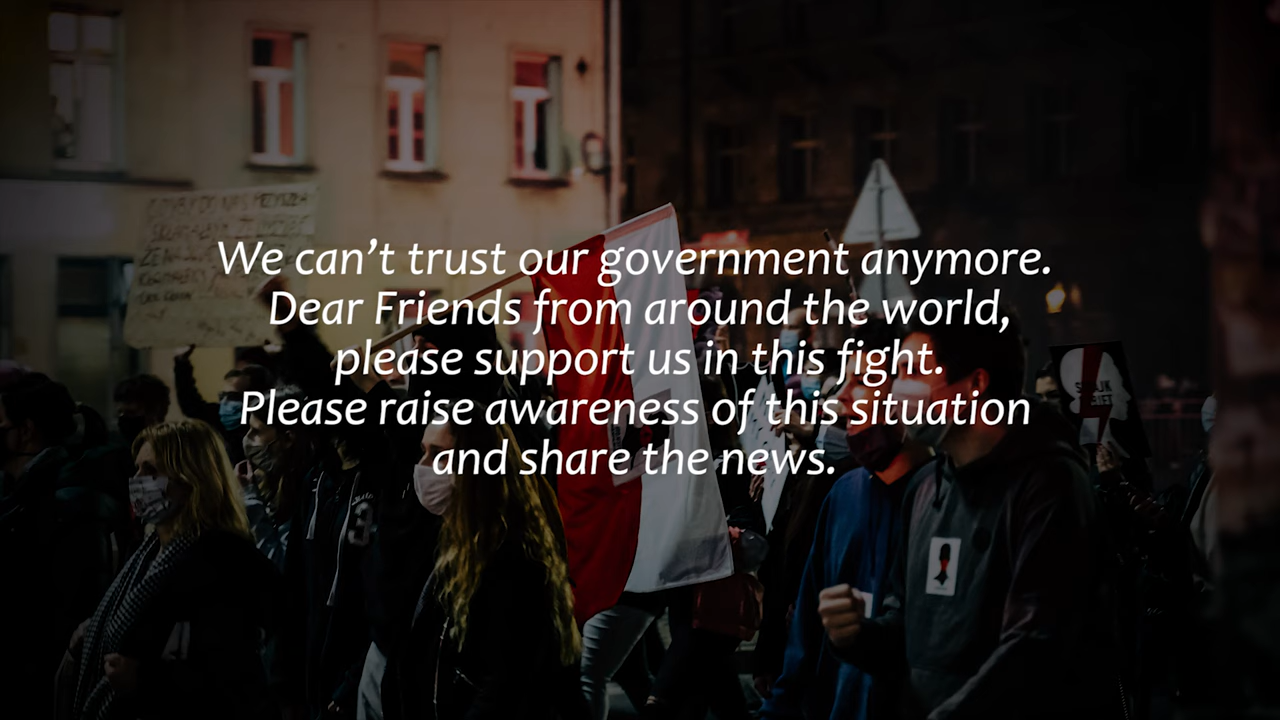 We can’t trust our government anymore.
Dear Friends from around the world,
please support us in this fight.
Please raise awareness of this situation
and share the news.